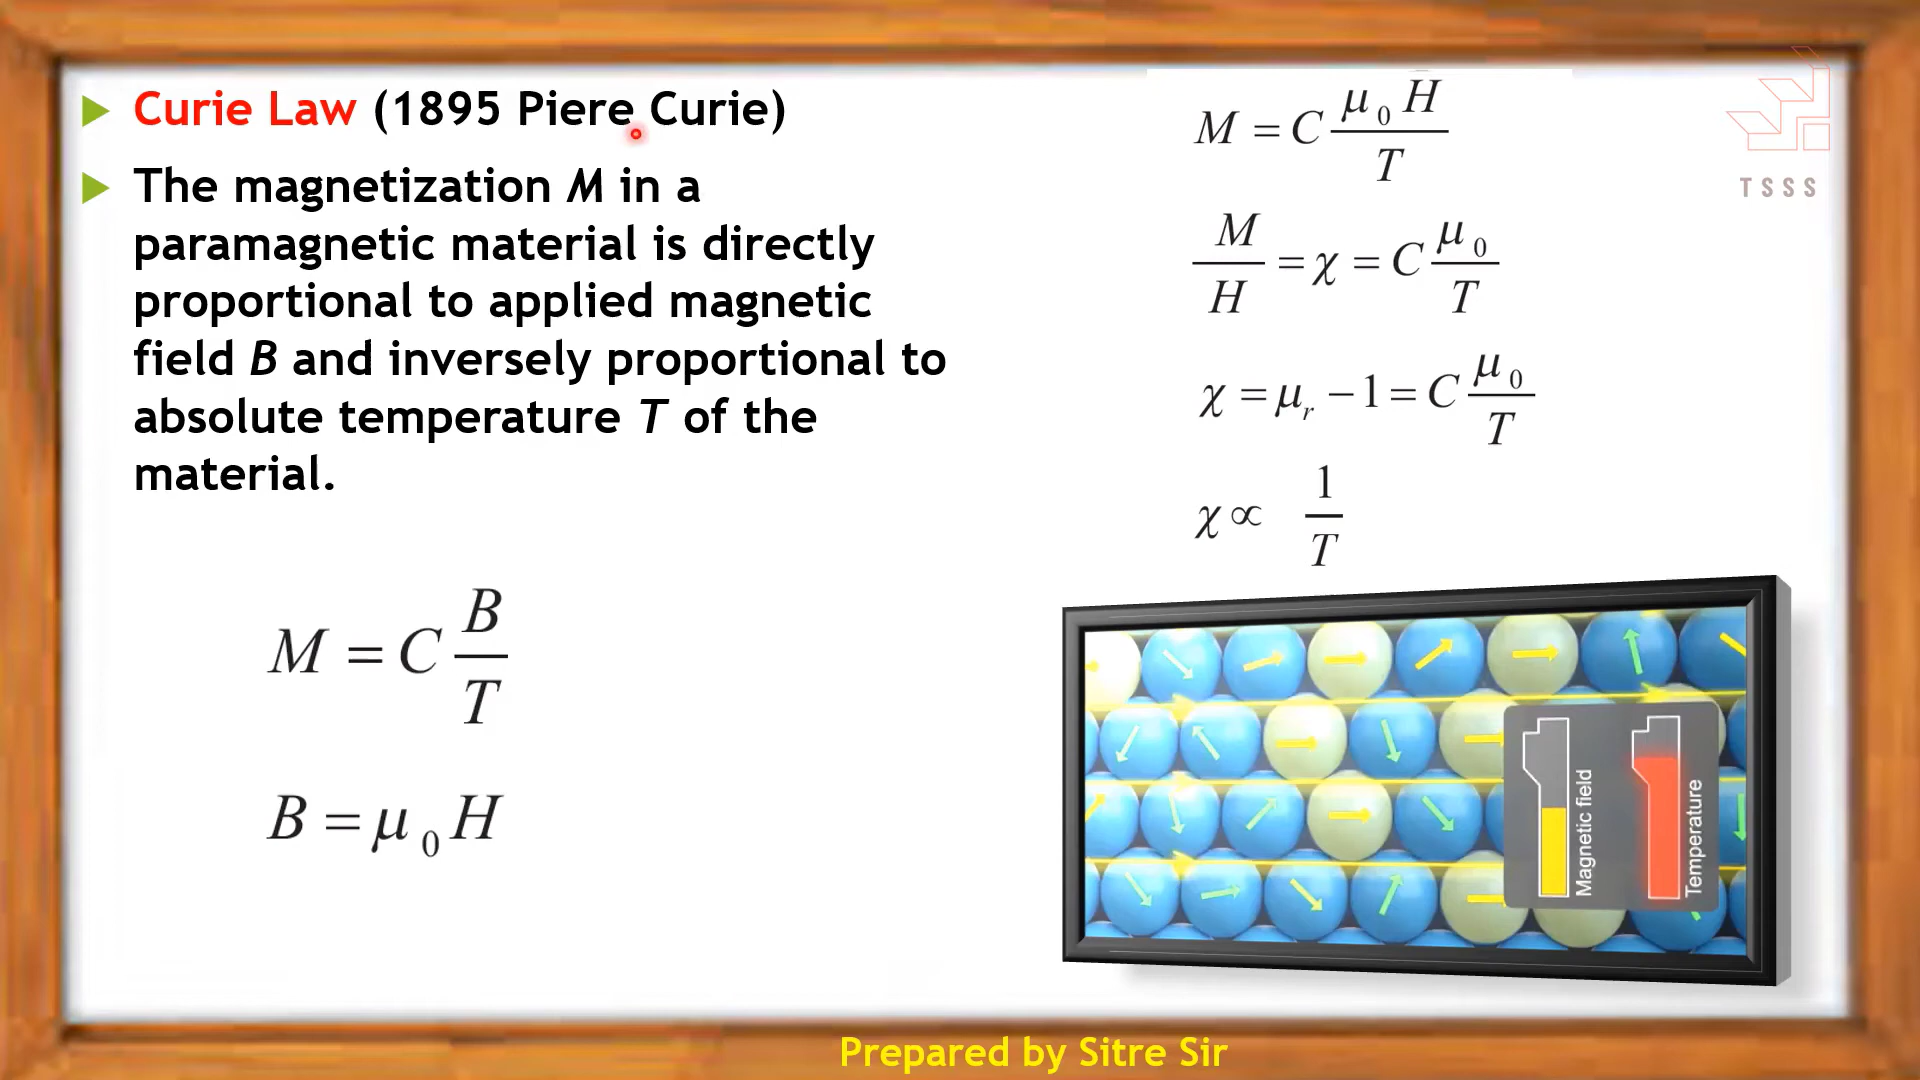 Curie Law (1895 Piere Curie)
The magnetization M in a
paramagnetic material is directly
proportional to applied magnetic
field B and inversely proportional to
absolute temperature T of the
material.
M = C B/T
B = μ₀ H
M = C μ₀ H/T
M/H = χ = C μ₀/T
χ = μᵣ − 1 = C μ₀/T
χ ∝ 1/T
TSSS
Magnetic field
Temperature
Prepared by Sitre Sir